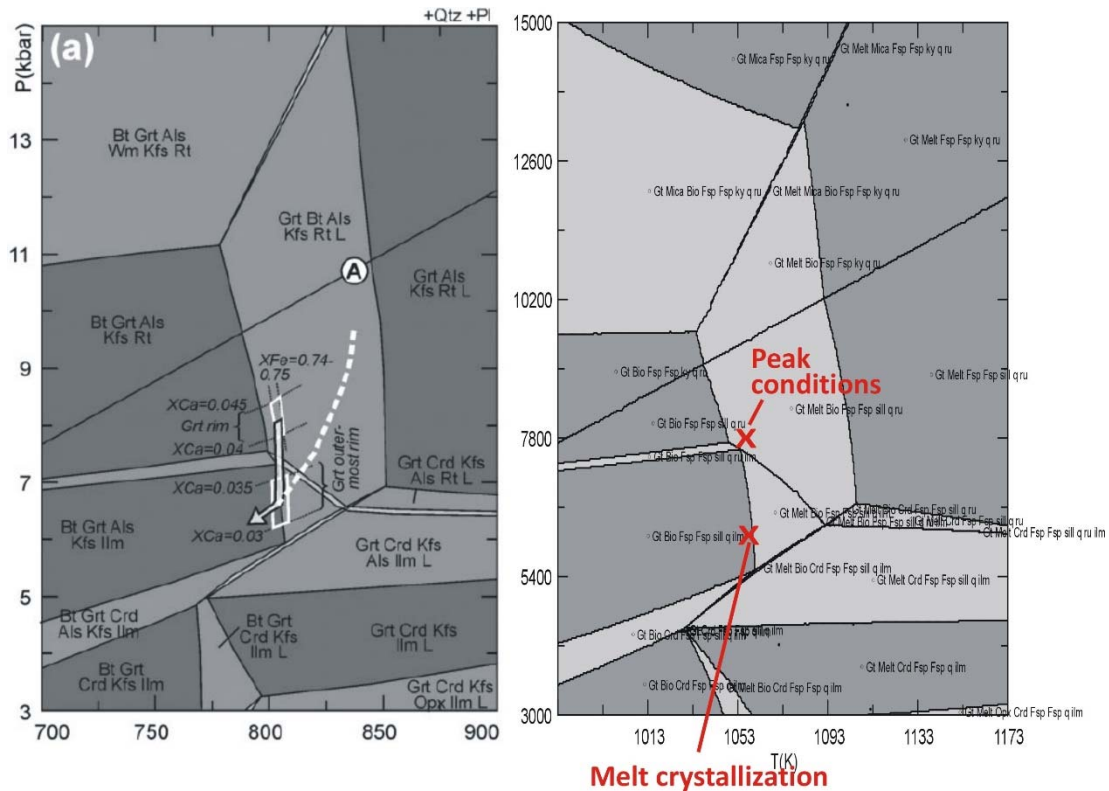 +Qtz +Pl
(a)
P(kbar)
13
11
9
7
5
3
700
750
800
850
900
Bt Grt Als
Wm Kfs Rt
Grt Bt Als
Kfs Rt L
A
Grt Als
Kfs Rt L
Bt Grt Als
Kfs Rt
XFe=0.74-
0.75
XCa=0.045
Grt rim
XCa=0.04
XCa=0.035
XCa=0.03
Grt outer-
most rim
Grt Crd Kfs
Als Rt L
Bt Grt Als
Kfs Ilm
Grt Crd Kfs
Als Ilm L
Bt Grt Crd
Als Kfs Ilm
Bt Grt
Crd Kfs
Ilm L
Grt Crd Kfs
Ilm L
Bt Grt
Crd Kfs Ilm
Grt Crd Kfs
Opx Ilm L
15000
12600
10200
7800
5400
3000
1013
1053
1093
1133
1173
T(K)
Gt Mica Fsp Fsp ky q ru
Gt Melt Mica Fsp Fsp ky q ru
Gt Melt Fsp Fsp ky q ru
Gt Mica Bio Fsp Fsp ky q ru
Gt Melt Mica Bio Fsp Fsp ky q ru
Gt Melt Bio Fsp Fsp ky q ru
Gt Bio Fsp Fsp ky q ru
Peak
conditions
Gt Melt Fsp Fsp sill q ru
Gt Melt Bio Fsp Fsp sill q ru
Gt Bio Fsp Fsp sill q ru
Gt Bio Fsp Fsp sill q ru ilm
Gt Melt Bio Crd Fsp Fsp sill q ru
Gt Melt Crd Fsp Fsp sill q ru
Gt Melt Crd Fsp Fsp sill q ru ilm
Gt Bio Fsp Fsp sill q ilm
Gt Melt Bio Crd Fsp Fsp sill q ilm
Gt Melt Crd Fsp Fsp sill q ilm
Gt Melt Crd Fsp Fsp q ilm
Gt Melt Bio Crd Fsp Fsp q ilm
Gt Melt Opx Crd Fsp Fsp q ilm
Melt crystallization